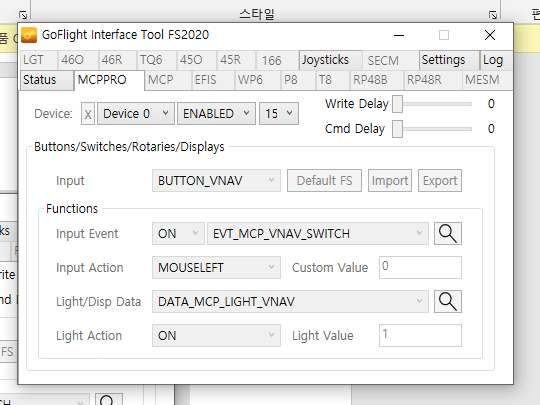 스타일
편
품
GoFlight Interface Tool FS2020
LGT 46O 46R TQ6 45O 45R 166 Joysticks SECM Settings Log
Status MCPPRO MCP EFIS WP6 P8 T8 RP48B RP48R MESM
Device: X Device 0 ENABLED 15 Write Delay 0
Cmd Delay 0
Buttons/Switches/Rotaries/Displays
Input BUTTON_VNAV Default FS Import Export
Functions
Input Event ON EVT_MCP_VNAV_SWITCH
Input Action MOUSELEFT Custom Value 0
Light/Disp Data DATA_MCP_LIGHT_VNAV
Light Action ON Light Value 1
ks
rite
nd D
FS
CH